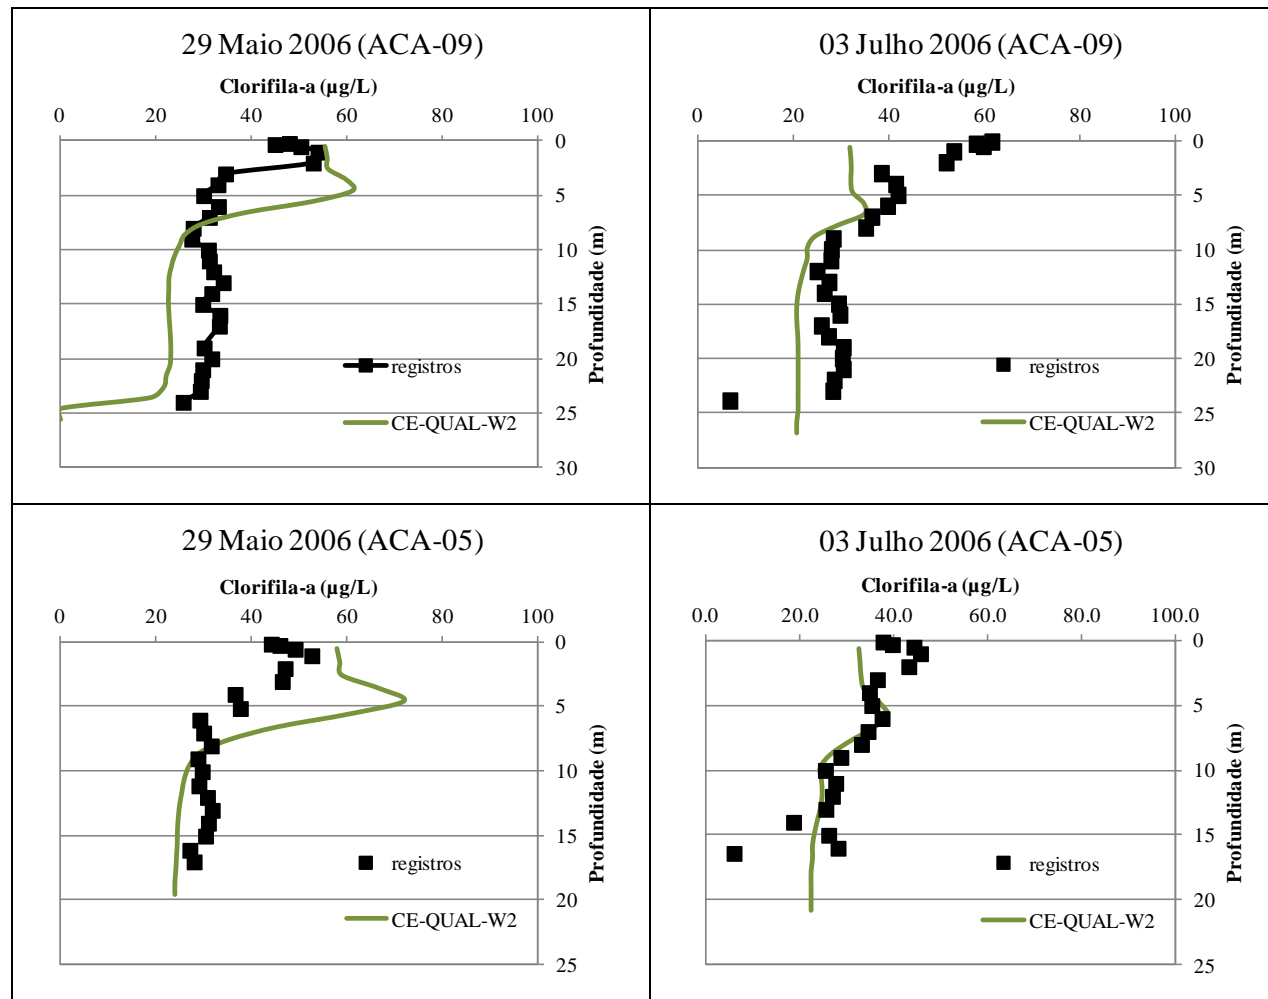 29 Maio 2006 (ACA-09)
Clorifila-a (µg/L)
0 20 40 60 80 100
0
5
10
15
20
25
30
Profundidade (m)
registros
CE-QUAL-W2
03 Julho 2006 (ACA-09)
Clorifila-a (µg/L)
0 20 40 60 80 100
0
5
10
15
20
25
30
Profundidade (m)
registros
CE-QUAL-W2
29 Maio 2006 (ACA-05)
Clorifila-a (µg/L)
0 20 40 60 80 100
0
5
10
15
20
25
Profundidade (m)
registros
CE-QUAL-W2
03 Julho 2006 (ACA-05)
Clorifila-a (µg/L)
0.0 20.0 40.0 60.0 80.0 100.0
0
5
10
15
20
25
Profundidade (m)
registros
CE-QUAL-W2